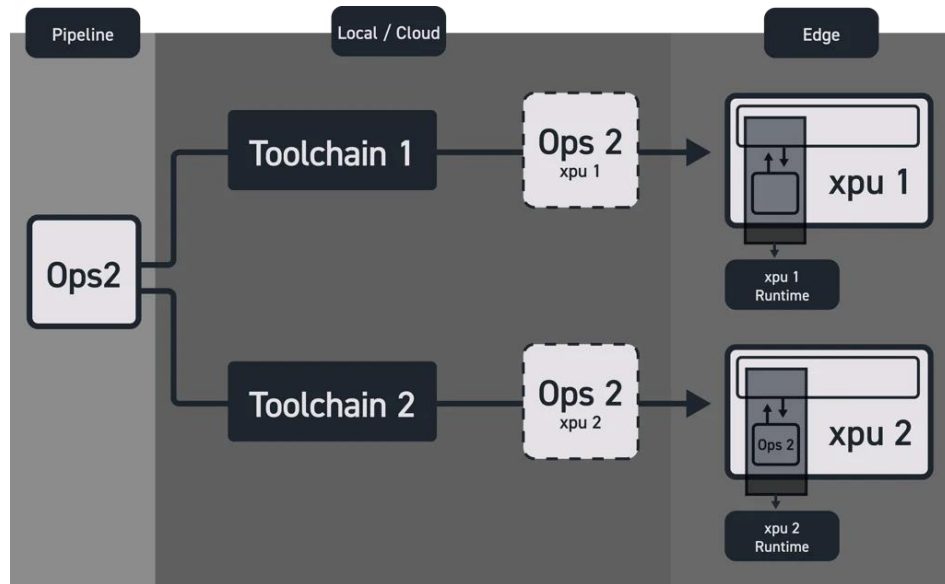 Pipeline
Local / Cloud
Edge
Toolchain 1
Ops 2
xpu 1
xpu 1
xpu 1
Runtime
Ops2
Toolchain 2
Ops 2
xpu 2
Ops 2
xpu 2
xpu 2
Runtime